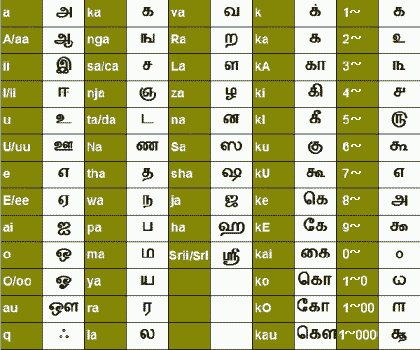 a அ ka க va வ k க் 1~ ௧
A/aa ஆ nga ங Ra ற ka க 2~ ௨
ii இ sa/ca ச La ள kA கா 3~ ௩
I/ii ஈ nja ஞ za ழ ki கி 4~ ௪
u உ ta/da ட na ன kI கீ 5~ ௫
U/uu ஊ Na ண Sa ஸ ku கு 6~ ௬
e எ tha த sha ஷ kU கூ 7~ ௭
E/ee ஏ wa ந ja ஜ ke கெ 8~ ௮
ai ஐ pa ப ha ஹ kE கே 9~ ௯
o ஒ ma ம Srii/SrI ஸ்ரீ kai கை 0~ ௦
O/oo ஓ ya ய ko கொ 1~0 ௰
au ஔ ra ர kO கோ 1~00 ௱
q ஃ la ல kau கௌ 1~000 ௲